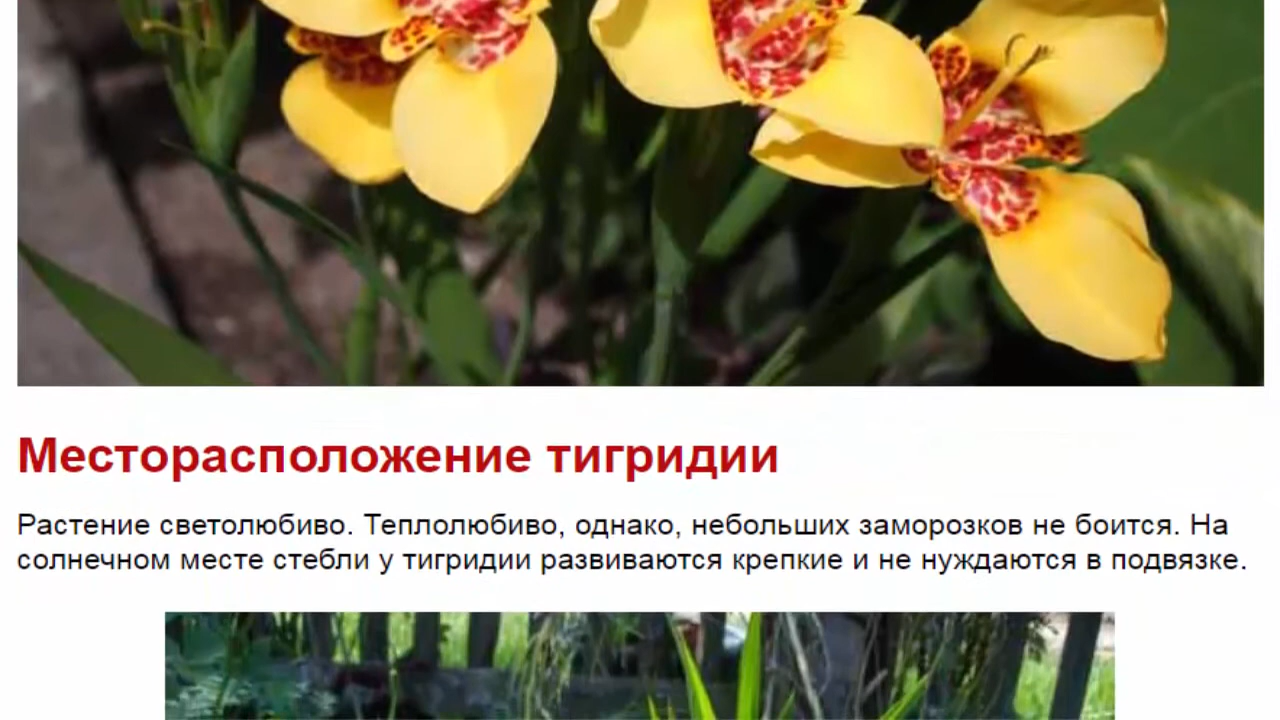 Месторасположение тигридии
Растение светолюбиво. Теплолюбиво, однако, небольших заморозков не боится. На
солнечном месте стебли у тигридии развиваются крепкие и не нуждаются в подвязке.